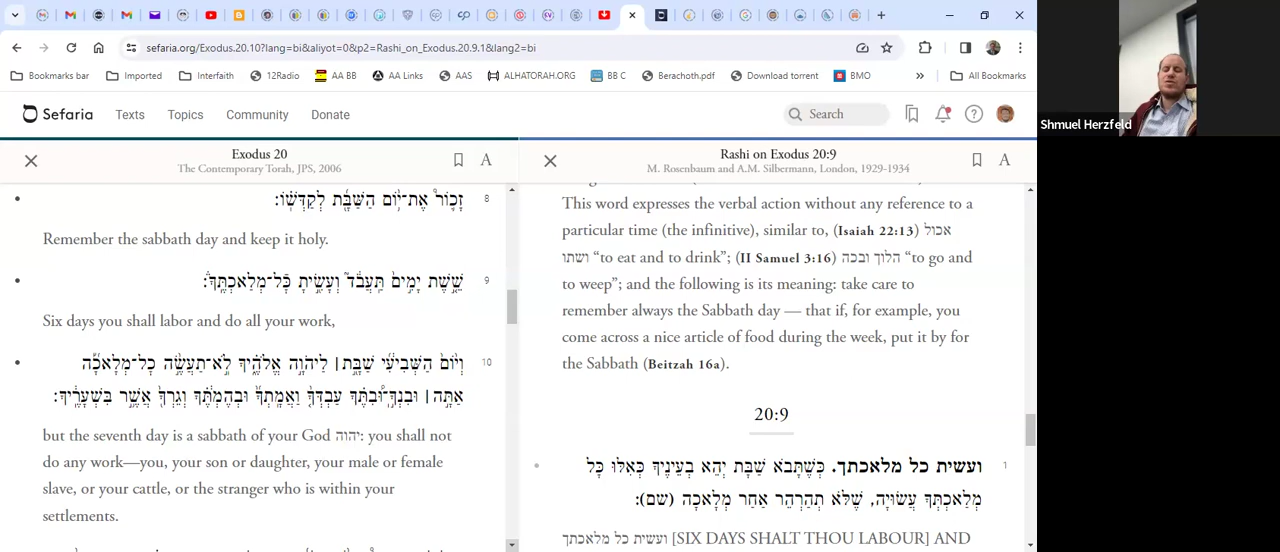 sefaria.org/Exodus.20.10?lang=bi&aliyot=0&p2=Rashi_on_Exodus.20.9.1&lang2=bi
Bookmarks bar Imported Interfaith 12Radio AA BB AA Links AAS ALHATORAH.ORG BB C Berachoth.pdf Download torrent BMO » All Bookmarks
Sefaria Texts Topics Community Donate Search
Exodus 20
The Contemporary Torah, JPS, 2006
A
8 זָכ֛וֹר֩ אֶת־י֥֨וֹם הַשַּׁבָּ֖֜ת לְקַדְּשֽׁ֗וֹ׃
Remember the sabbath day and keep it holy.
9 שֵׁ֤֣שֶׁת יָמִ֣ים֙ תַּֽעֲבֹ֔ד֮ וְעָשִׂ֖֣יתָ כׇּל־מְלַאכְתֶּֽךָ֒׃
Six days you shall labor and do all your work,
10 וְי֨וֹם֙ הַשְּׁבִיעִ֔֜י שַׁבָּ֖֣ת ׀ לַיהֹוָ֣ה אֱלֹהֶ֑֗יךָ לֹֽ֣א־תַעֲשֶׂ֣֨ה כׇל־מְלָאכָ֡֜ה
אַתָּ֣ה ׀ וּבִנְךָ֣͏ֽ־וּ֠בִתֶּ֗ךָ עַבְדְּךָ֤֨ וַאֲמָֽתְךָ֜֙ וּבְהֶמְתֶּ֔֗ךָ וְגֵרְךָ֖֙ אֲשֶׁ֥֣ר בִּשְׁעָרֶֽ֔יךָ׃
but the seventh day is a sabbath of your God יהוה: you shall not
do any work—you, your son or daughter, your male or female
slave, or your cattle, or the stranger who is within your
settlements.
Rashi on Exodus 20:9
M. Rosenbaum and A.M. Silbermann, London, 1929-1934
A
This word expresses the verbal action without any reference to a
particular time (the infinitive), similar to, (Isaiah 22:13) אכול
ושתו “to eat and to drink”; (II Samuel 3:16) הלוך ובכה “to go and
to weep”; and the following is its meaning: take care to
remember always the Sabbath day — that if, for example, you
come across a nice article of food during the week, put it by for
the Sabbath (Beitzah 16a).
20:9
1 ועשית כל מלאכתך. כְּשֶׁתָּבֹא שַׁבָּת יְהֵא בְעֵינֶיךָ כְּאִלּוּ כָּל
מְלַאכְתְּךָ עֲשׂוּיָה, שֶׁלֹּא תְהַרְהֵר אַחַר מְלָאכָה (שם):
ועשית כל מלאכתך [SIX DAYS SHALT THOU LABOUR] AND
Shmuel Herzfeld